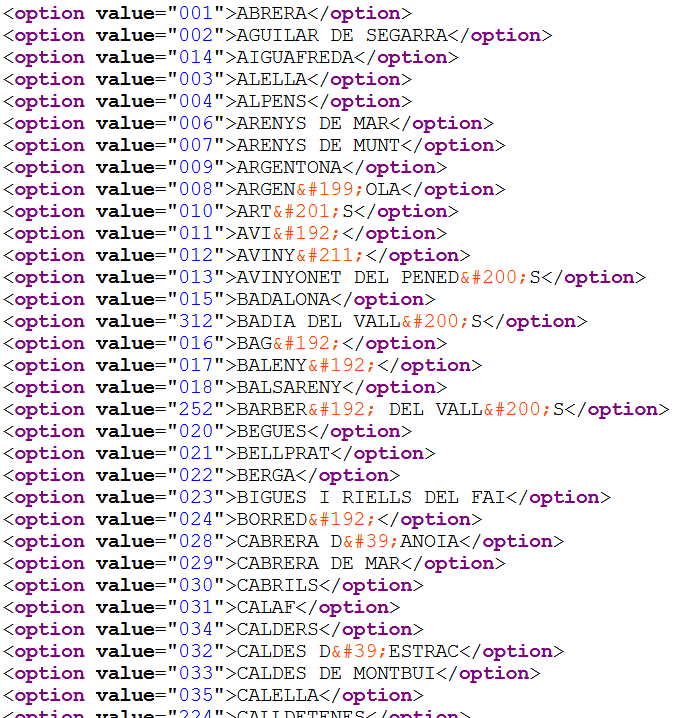 <option value="001">ABRERA</option>
<option value="002">AGUILAR DE SEGARRA</option>
<option value="014">AIGUAFREDA</option>
<option value="003">ALELLA</option>
<option value="004">ALPENS</option>
<option value="006">ARENYS DE MAR</option>
<option value="007">ARENYS DE MUNT</option>
<option value="009">ARGENTONA</option>
<option value="008">ARGEN&#199;OLA</option>
<option value="010">ART&#201;S</option>
<option value="011">AVI&#192;</option>
<option value="012">AVINY&#211;</option>
<option value="013">AVINYONET DEL PENED&#200;S</option>
<option value="015">BADALONA</option>
<option value="312">BADIA DEL VALL&#200;S</option>
<option value="016">BAG&#192;</option>
<option value="017">BALENY&#192;</option>
<option value="018">BALSARENY</option>
<option value="252">BARBER&#192; DEL VALL&#200;S</option>
<option value="020">BEGUES</option>
<option value="021">BELLPRAT</option>
<option value="022">BERGA</option>
<option value="023">BIGUES I RIELLS DEL FAI</option>
<option value="024">BORRED&#192;</option>
<option value="028">CABRERA D&#39;ANOIA</option>
<option value="029">CABRERA DE MAR</option>
<option value="030">CABRILS</option>
<option value="031">CALAF</option>
<option value="034">CALDERS</option>
<option value="032">CALDES D&#39;ESTRAC</option>
<option value="033">CALDES DE MONTBUI</option>
<option value="035">CALELLA</option>
<option value="224">CALLDETENES</option>